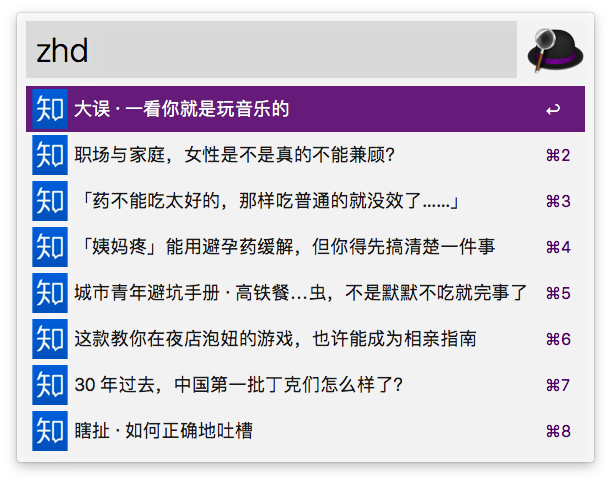 zhd
知 大误 · 一看你就是玩音乐的 ↩
知 职场与家庭，女性是不是真的不能兼顾? ⌘2
知 「药不能吃太好的，那样吃普通的就没效了……」 ⌘3
知 「姨妈疼」能用避孕药缓解，但你得先搞清楚一件事 ⌘4
知 城市青年避坑手册 · 高铁餐…虫，不是默默不吃就完事了 ⌘5
知 这款教你在夜店泡妞的游戏，也许能成为相亲指南 ⌘6
知 30 年过去，中国第一批丁克们怎么样了? ⌘7
知 瞎扯 · 如何正确地吐槽 ⌘8